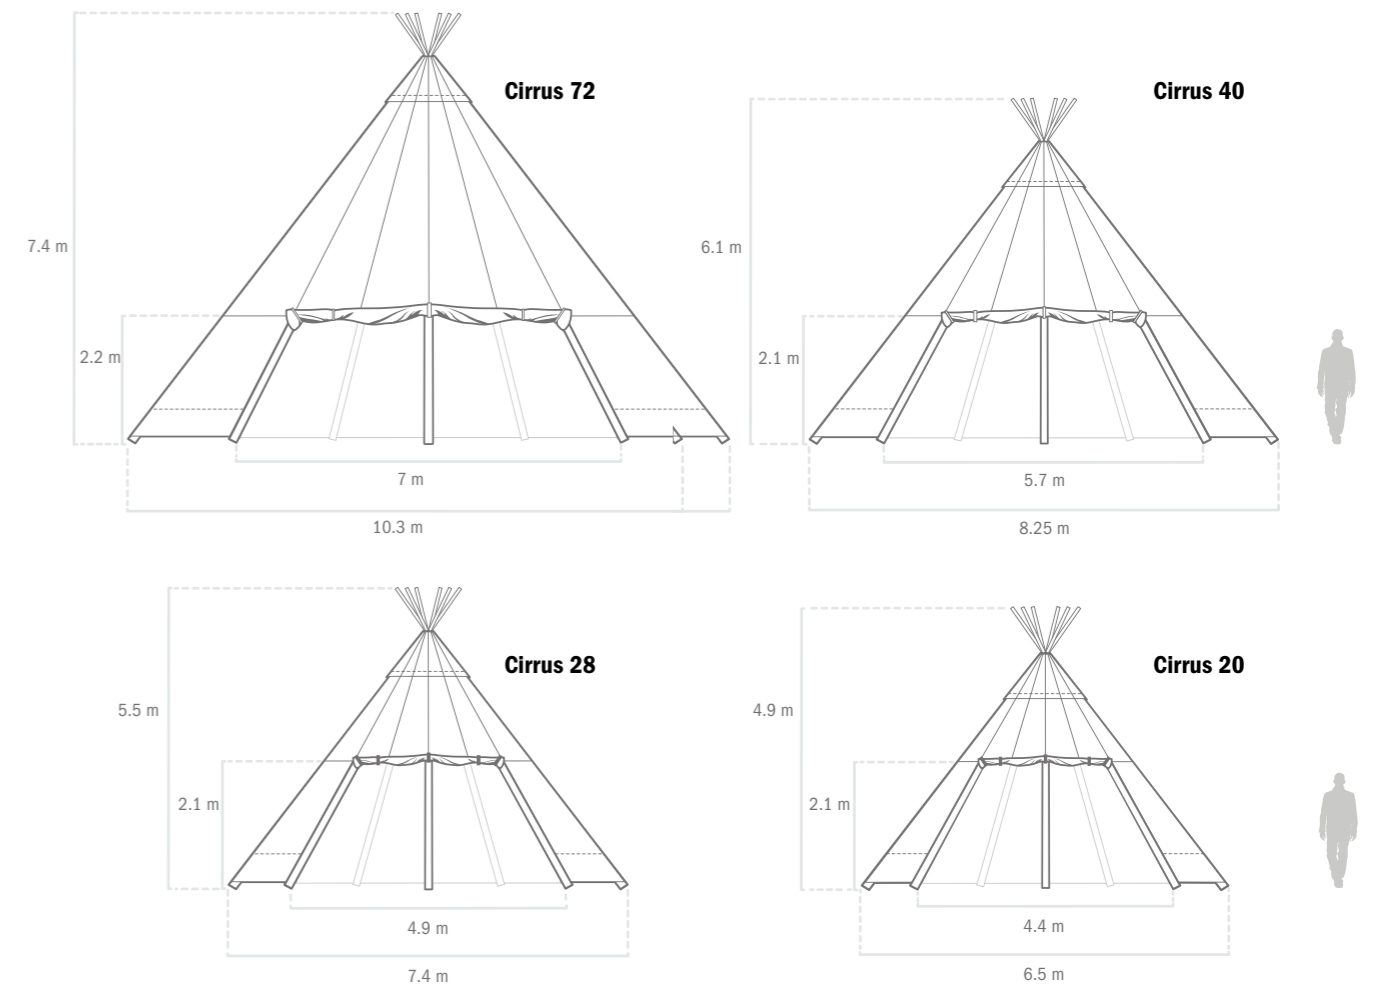 Cirrus 72
7.4 m
2.2 m
7 m
10.3 m
Cirrus 40
6.1 m
2.1 m
5.7 m
8.25 m
Cirrus 28
5.5 m
2.1 m
4.9 m
7.4 m
Cirrus 20
4.9 m
2.1 m
4.4 m
6.5 m